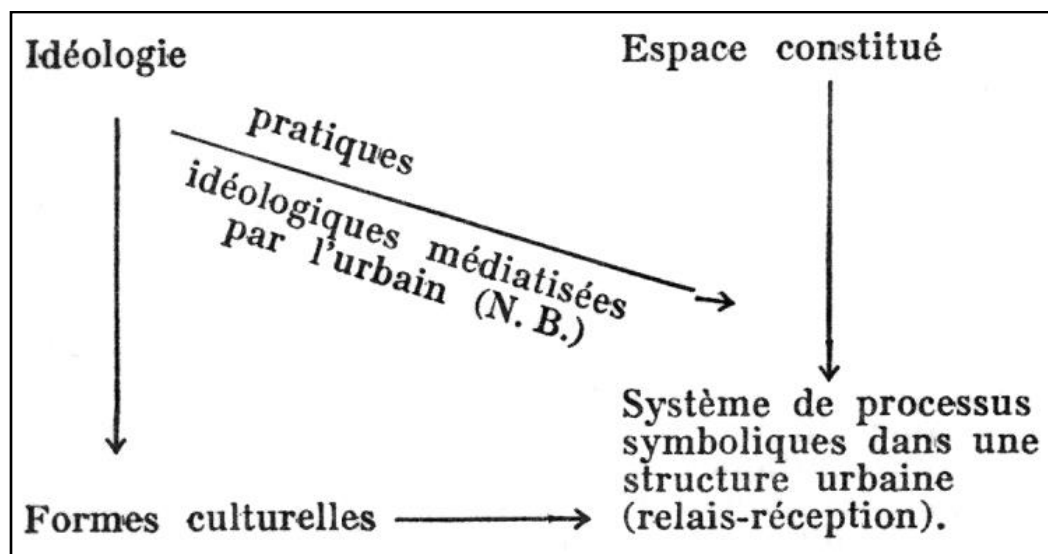 Idéologie
Espace constitué
pratiques
idéologiques médiatisées
par l'urbain (N. B.)
Système de processus
symboliques dans une
structure urbaine
(relais-réception).
Formes culturelles